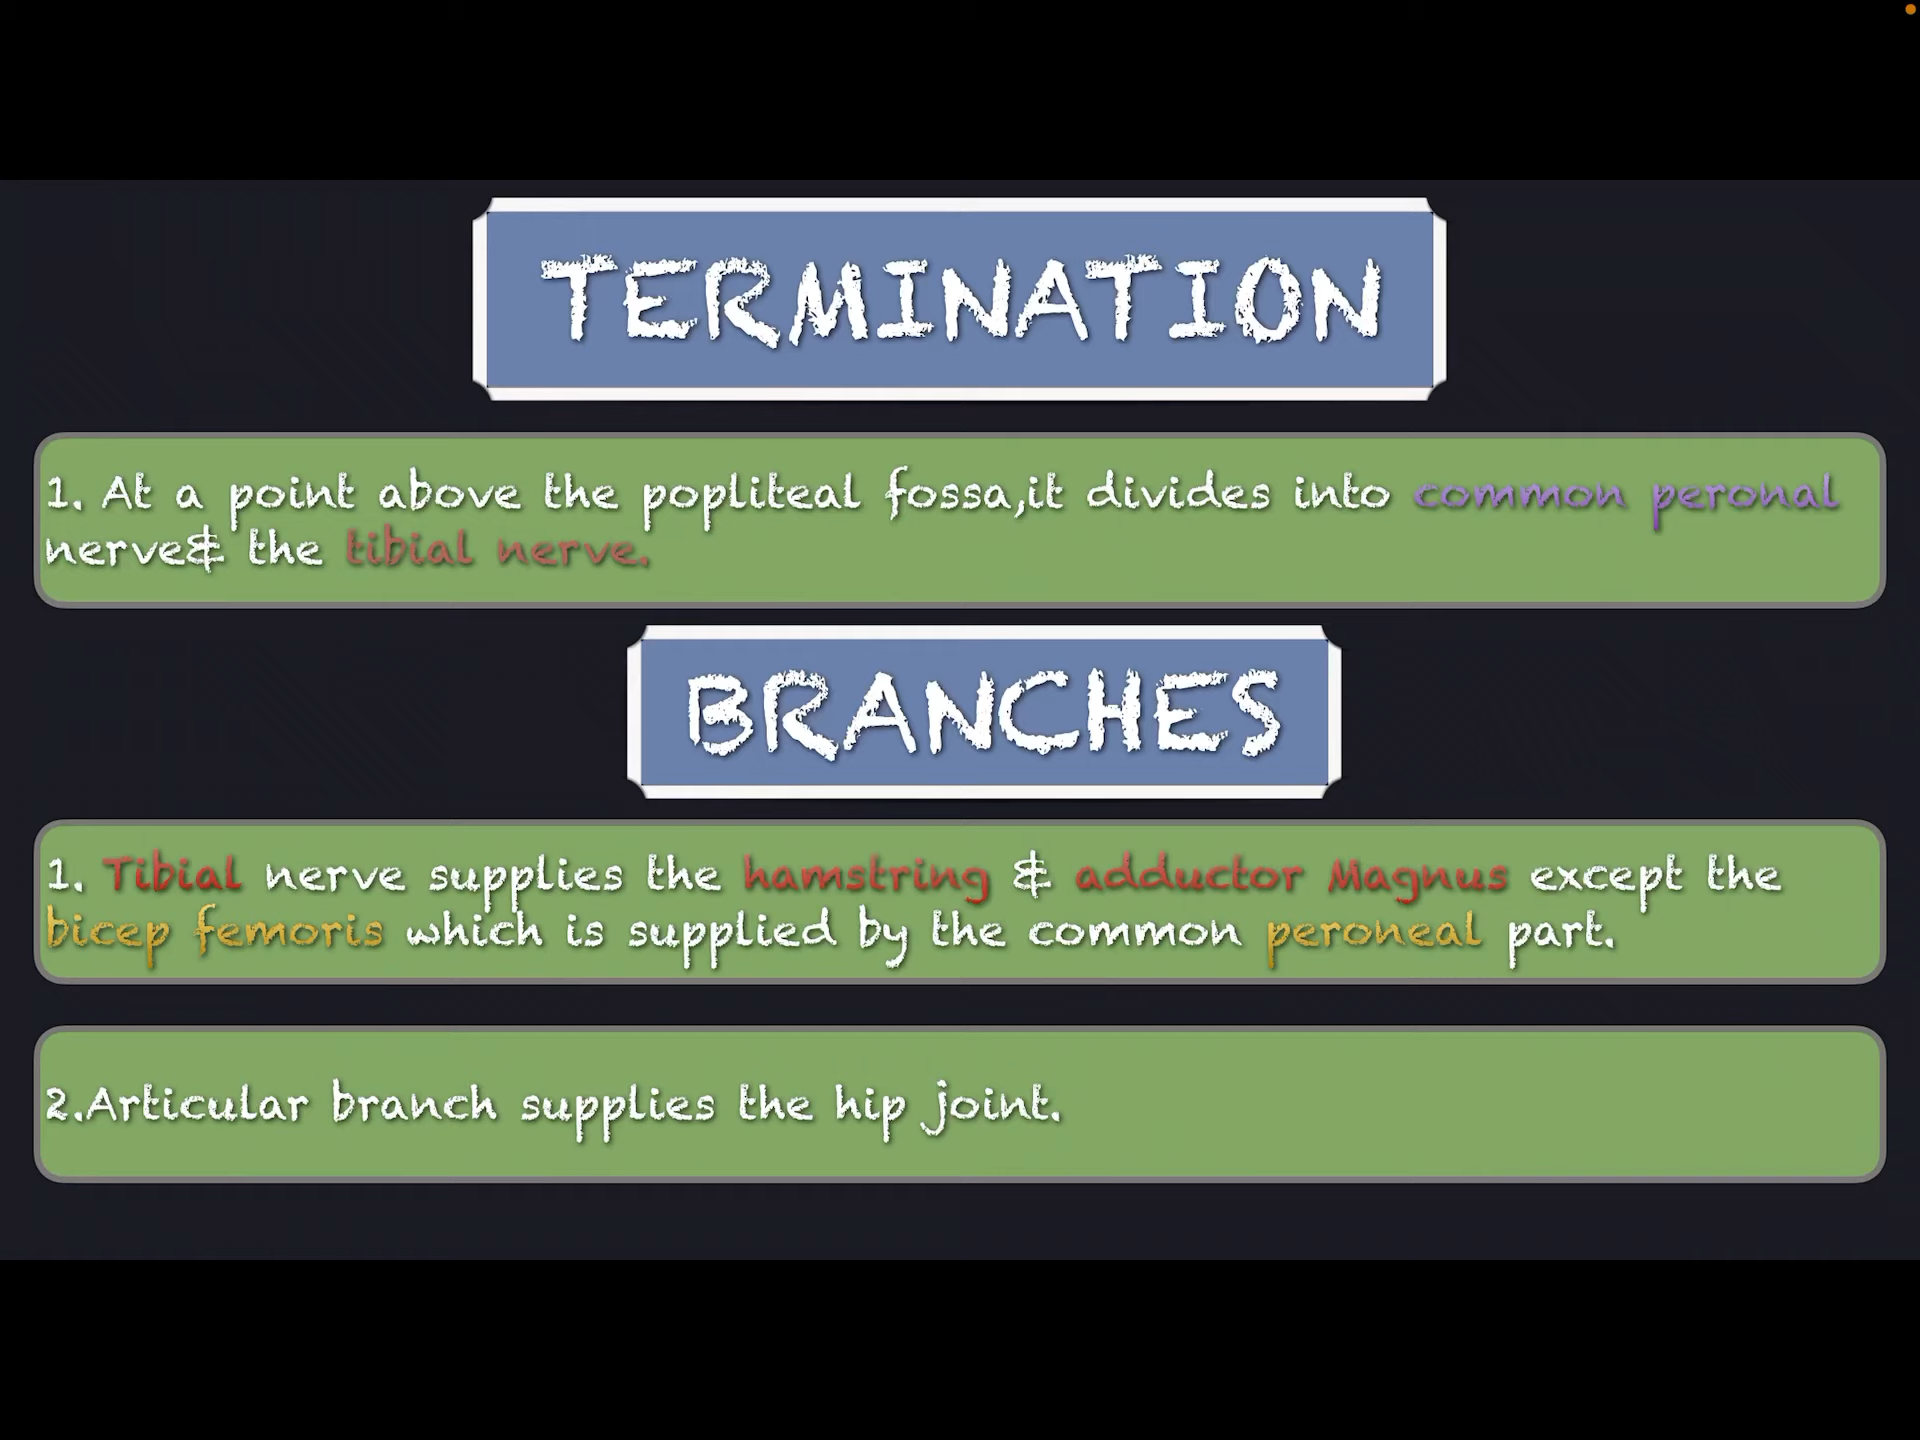 TERMINATION
1. At a point above the popliteal fossa,it divides into common peronal
nerve& the tibial nerve.
BRANCHES
1. Tibial nerve supplies the hamstring & adductor Magnus except the
bicep femoris which is supplied by the common peroneal part.
2.Articular branch supplies the hip joint.